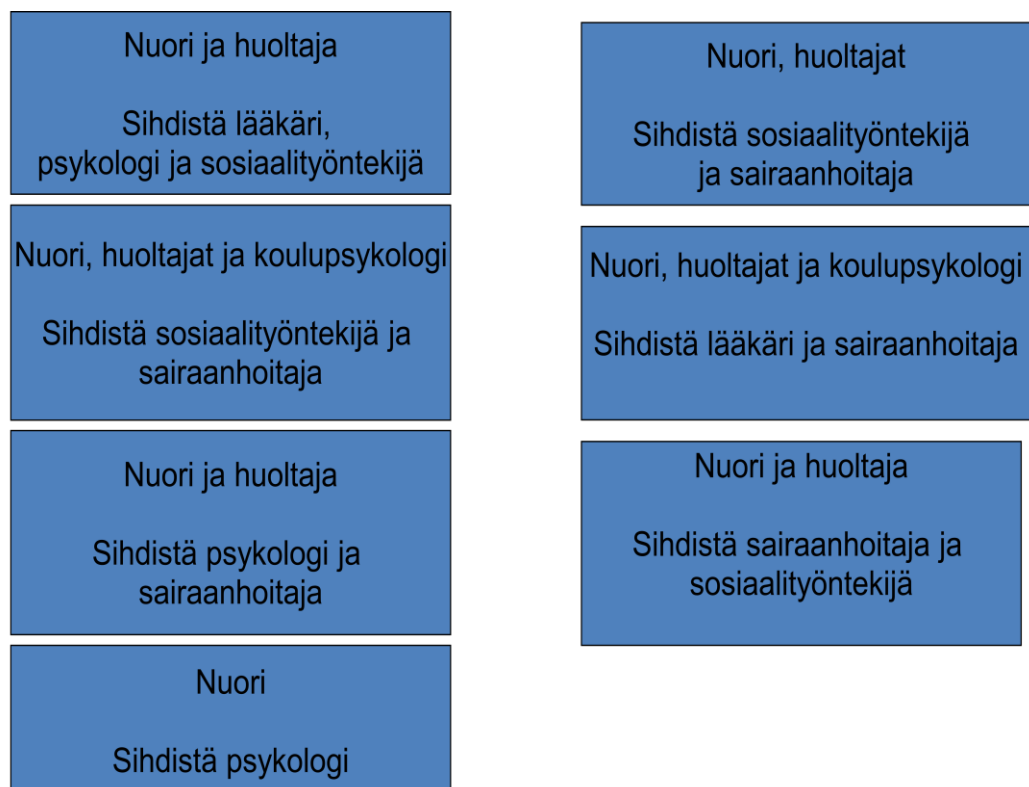 Nuori ja huoltaja
Sihdistä lääkäri,
psykologi ja sosiaalityöntekijä
Nuori, huoltajat ja koulupsykologi
Sihdistä sosiaalityöntekijä ja
sairaanhoitaja
Nuori ja huoltaja
Sihdistä psykologi ja
sairaanhoitaja
Nuori
Sihdistä psykologi
Nuori, huoltajat
Sihdistä sosiaalityöntekijä
ja sairaanhoitaja
Nuori, huoltajat ja koulupsykologi
Sihdistä lääkäri ja sairaanhoitaja
Nuori ja huoltaja
Sihdistä sairaanhoitaja ja
sosiaalityöntekijä